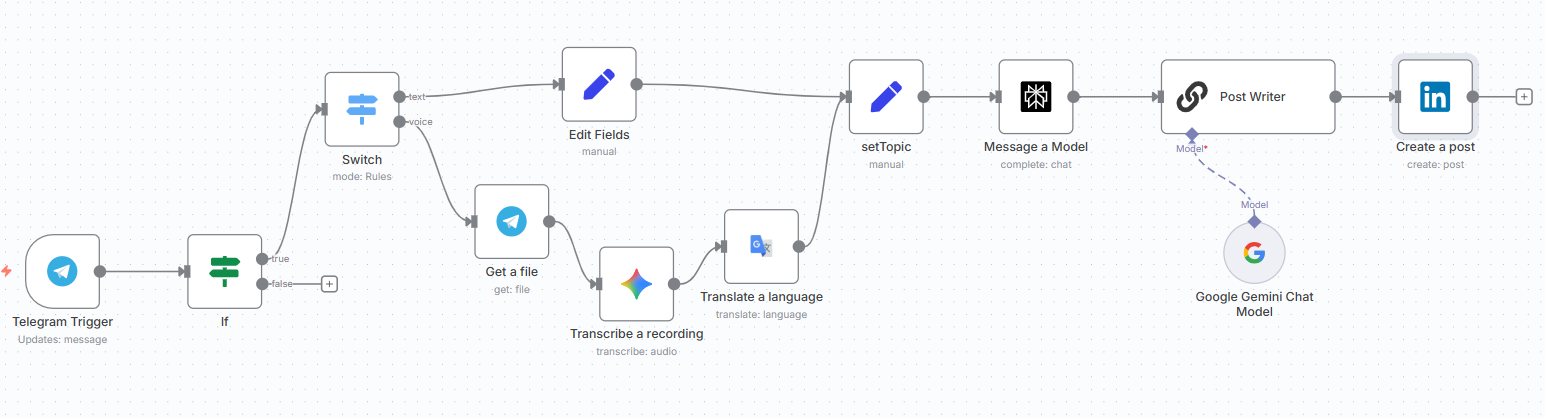 Telegram Trigger
Updates: message
If
true
false
Switch
mode: Rules
text
voice
Edit Fields
manual
Get a file
get: file
Transcribe a recording
transcribe: audio
G
Translate a language
translate: language
setTopic
manual
Message a Model
complete: chat
Post Writer
Model*
Model
G
Google Gemini Chat
Model
in
Create a post
create: post